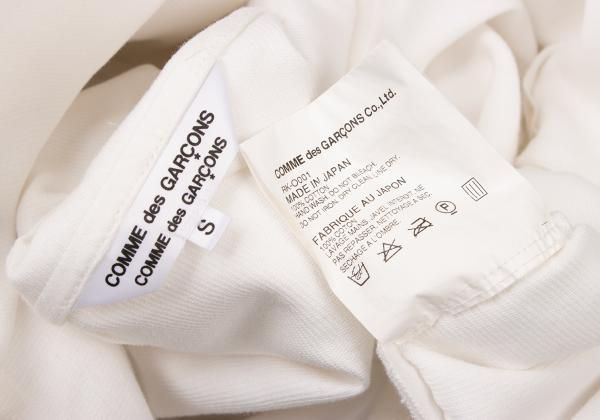 COMME des GARÇONS
COMME des GARÇONS
S
COMME des GARÇONS Co., Ltd.
RK-O001
MADE IN JAPAN
100% COTTON
HAND WASH. DO NOT BLEACH.
DO NOT IRON. DRY CLEAN. LINE DRY.
FABRIQUE AU JAPON
100% COTON
LAVAGE MAINS. JAVEL INTERDIT. NE
PAS REPASSER. NETTOYAGE A SEC.
SECHAGE A L'OMBRE.